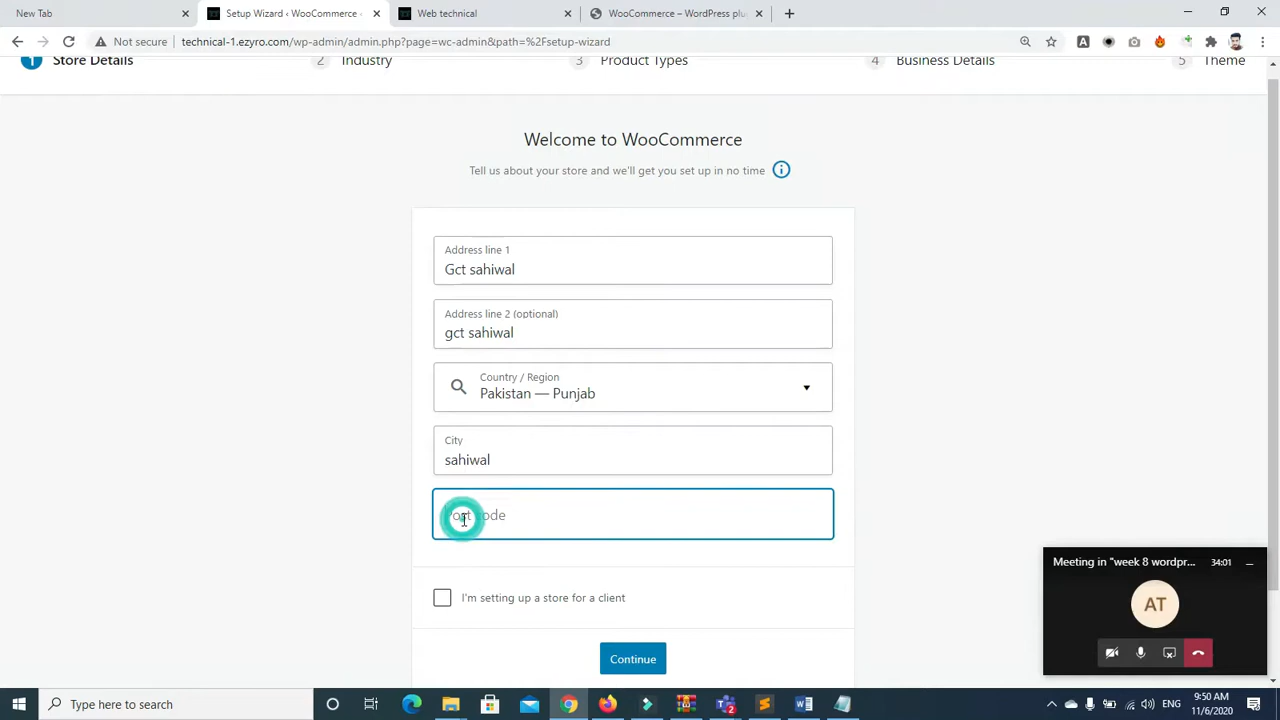 New Tab
Setup Wizard ‹ WooCommerce ‹
Web technical
WooCommerce – WordPress plu
Not secure
technical-1.ezyro.com/wp-admin/admin.php?page=wc-admin&path=%2Fsetup-wizard
1 Store Details
2 Industry
3 Product Types
4 Business Details
5 Theme
Welcome to WooCommerce
Tell us about your store and we'll get you set up in no time
Address line 1
Gct sahiwal
Address line 2 (optional)
gct sahiwal
Country / Region
Pakistan — Punjab
City
sahiwal
Post code
I'm setting up a store for a client
Continue
Meeting in "week 8 wordpr...
34:01
AT
Type here to search
ENG
9:50 AM
11/6/2020